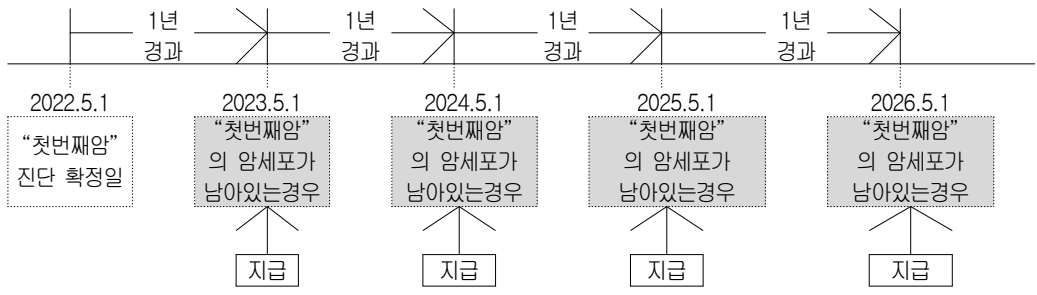 1년 1년 1년 1년
경과 경과 경과 경과
2022.5.1 2023.5.1 2024.5.1 2025.5.1 2026.5.1
“첫번째암”
진단 확정일
“첫번째암”
의 암세포가
남아있는경우
“첫번째암”
의 암세포가
남아있는경우
“첫번째암”
의 암세포가
남아있는경우
“첫번째암”
의 암세포가
남아있는경우
지급 지급 지급 지급